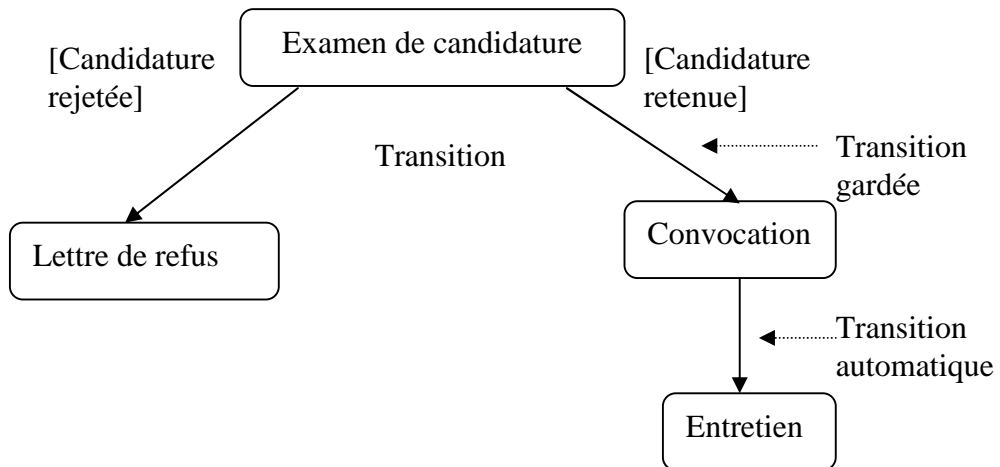 Examen de candidature
[Candidature
rejetée]
[Candidature
retenue]
Transition
Transition
gardée
Lettre de refus
Convocation
Transition
automatique
Entretien